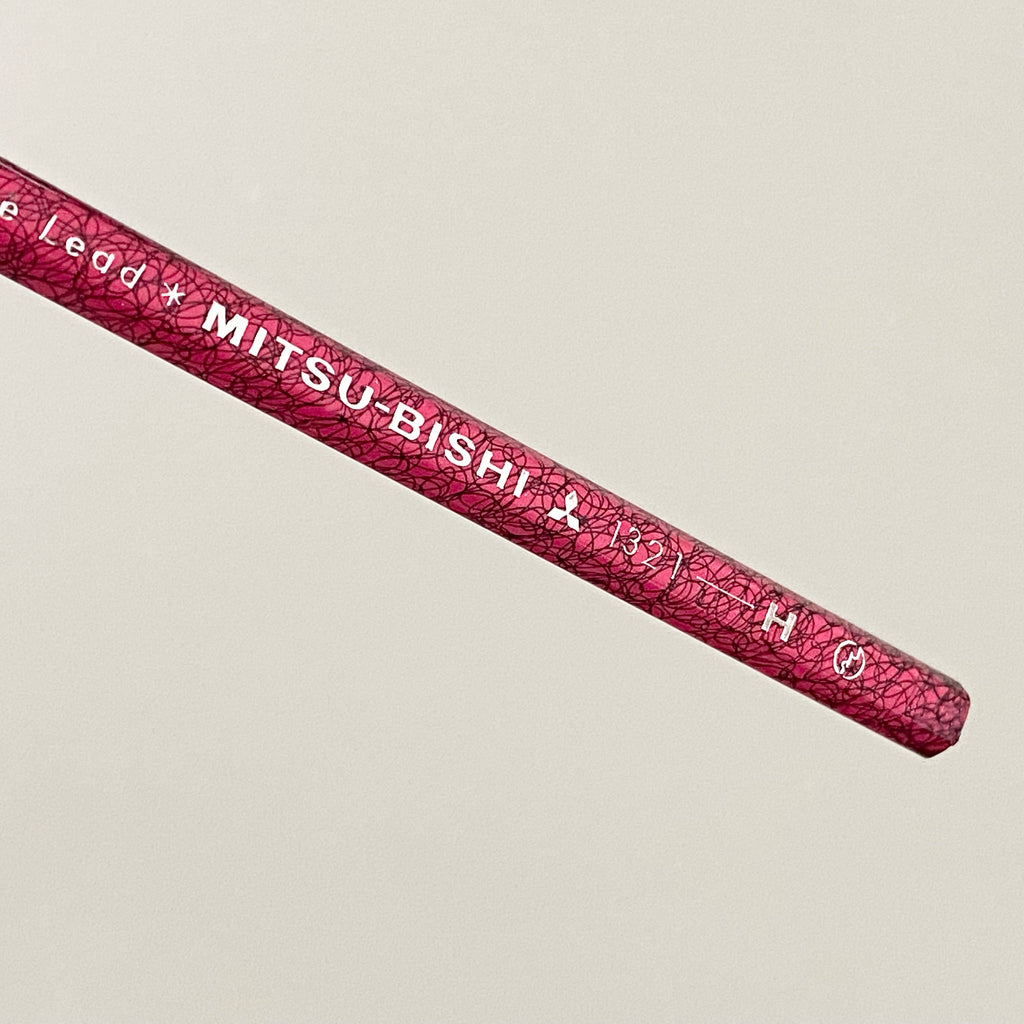 e Lead * MITSU-BISHI 1321 — H